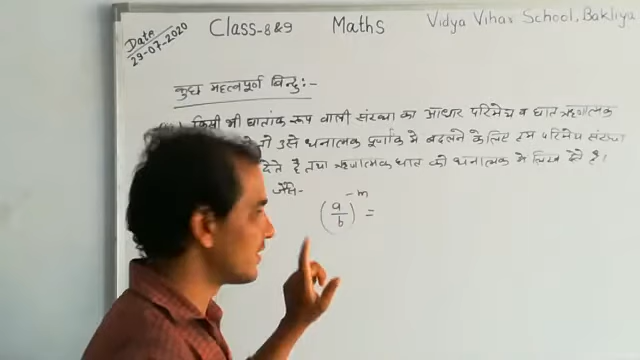 Date
29-07-2020
Class-8&9 Maths Vidya Vihar School, Bakliya
कुछ महत्वपूर्ण बिन्दु:-
किसी भी घातांक रूप वाली संख्या का आधार परिमेय व घात ऋणात्मक
तो उसे धनात्मक पूर्णांक मे बदलने के लिए हम परिमेय संख्या
देते है तथा ऋणात्मक घात को धनात्मक मे लिख देते है।
जैसे-
(a/b)^-m =